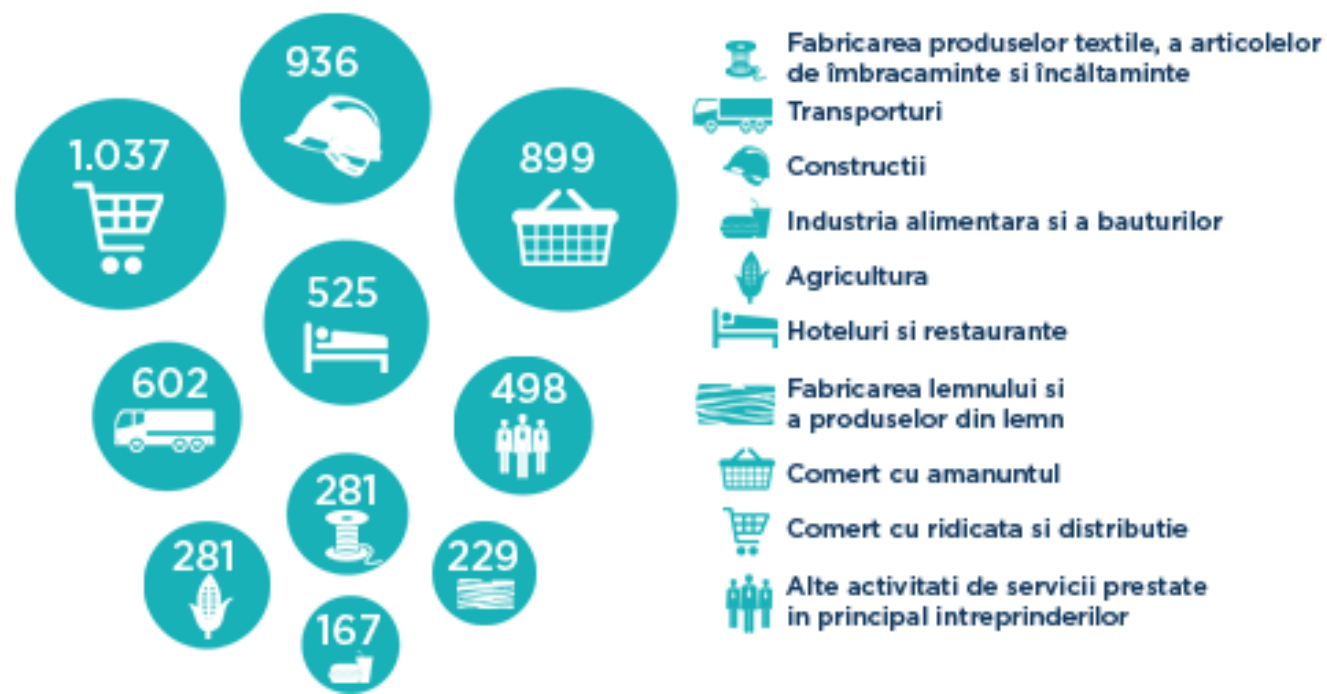 936
1.037
899
525
602
498
281
281
229
167
Fabricarea produselor textile, a articolelor
de îmbracaminte si încăltaminte
Transporturi
Constructii
Industria alimentara si a bauturilor
Agricultura
Hoteluri si restaurante
Fabricarea lemnului si
a produselor din lemn
Comert cu amanuntul
Comert cu ridicata si distributie
Alte activitati de servicii prestate
in principal intreprinderilor